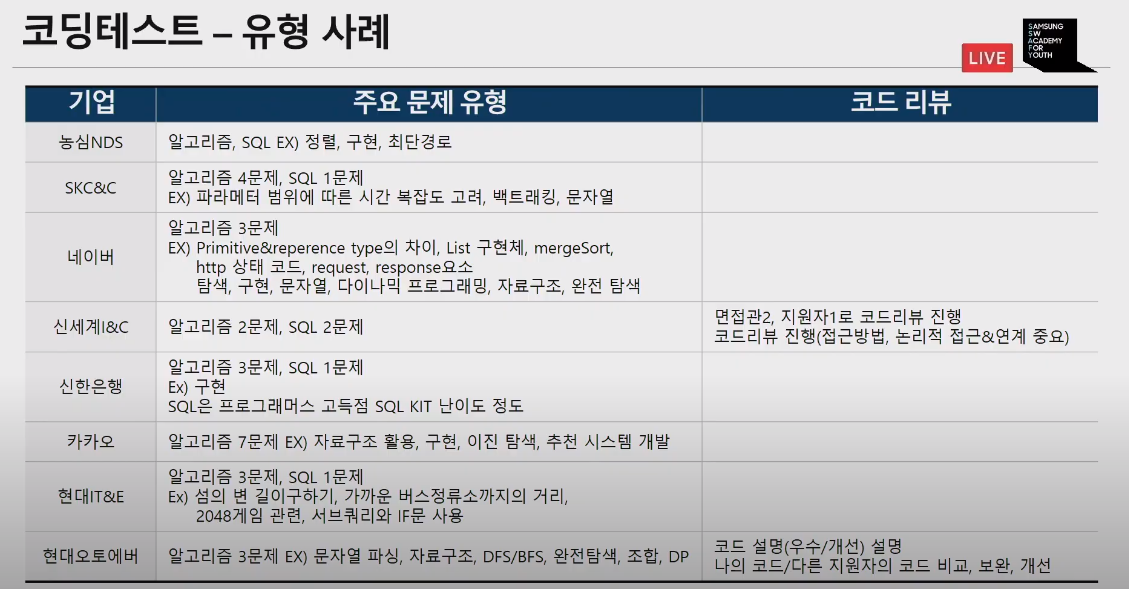 코딩테스트 – 유형 사례
LIVE
SAMSUNG
SW
ACADEMY
FOR
YOUTH
기업 주요 문제 유형 코드 리뷰
농심NDS 알고리즘, SQL EX) 정렬, 구현, 최단경로
SKC&C 알고리즘 4문제, SQL 1문제
EX) 파라메터 범위에 따른 시간 복잡도 고려, 백트래킹, 문자열
네이버 알고리즘 3문제
EX) Primitive&reperence type의 차이, List 구현체, mergeSort,
http 상태 코드, request, response요소
탐색, 구현, 문자열, 다이나믹 프로그래밍, 자료구조, 완전 탐색
신세계I&C 알고리즘 2문제, SQL 2문제 면접관2, 지원자1로 코드리뷰 진행
코드리뷰 진행(접근방법, 논리적 접근&연계 중요)
신한은행 알고리즘 3문제, SQL 1문제
Ex) 구현
SQL은 프로그래머스 고득점 SQL KIT 난이도 정도
카카오 알고리즘 7문제 EX) 자료구조 활용, 구현, 이진 탐색, 추천 시스템 개발
현대IT&E 알고리즘 3문제, SQL 1문제
Ex) 섬의 변 길이구하기, 가까운 버스정류소까지의 거리,
2048게임 관련, 서브쿼리와 IF문 사용
현대오토에버 알고리즘 3문제 EX) 문자열 파싱, 자료구조, DFS/BFS, 완전탐색, 조합, DP 코드 설명(우수/개선) 설명
나의 코드/다른 지원자의 코드 비교, 보완, 개선